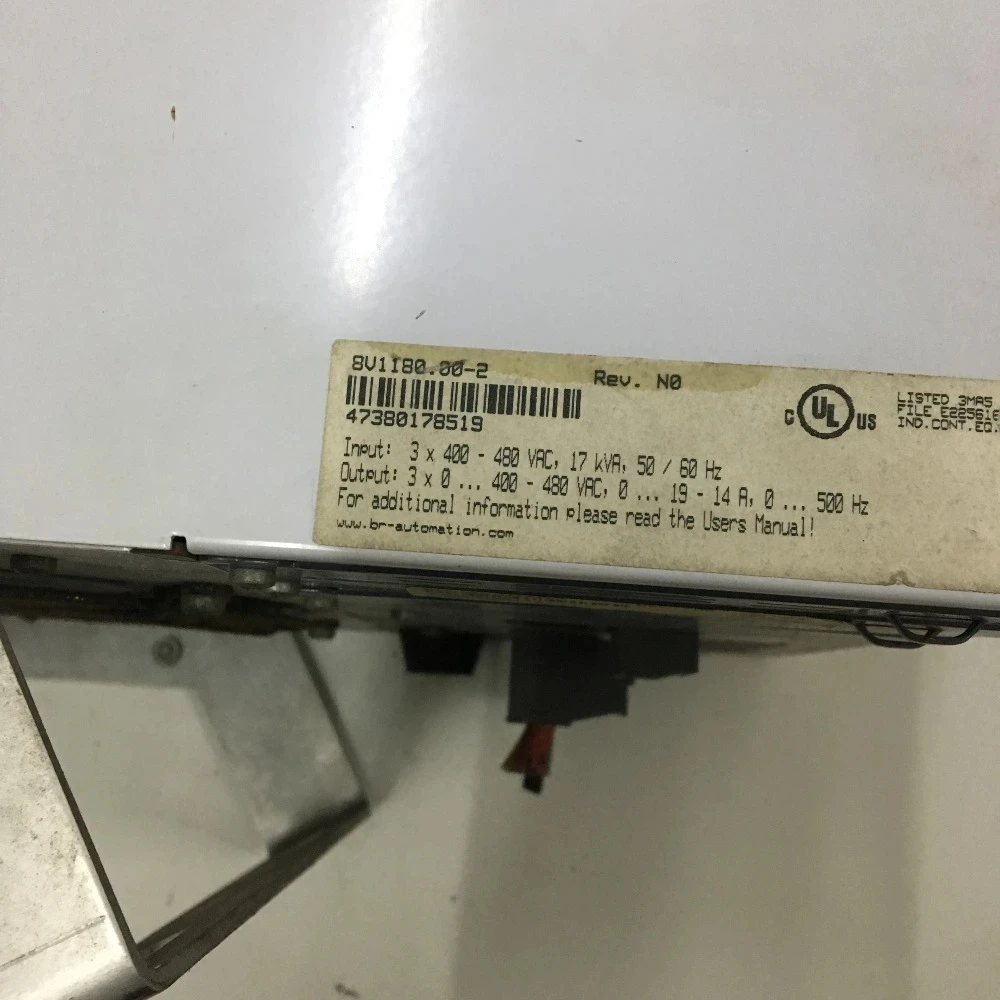 8V1180.00-2 Rev. N0
47380178519
C UL US
LISTED 3MA5
FILE E225616
IND.CONT.EQ.
Input: 3 x 400 - 480 VAC, 17 kVA, 50 / 60 Hz
Output: 3 x 0 ... 400 - 480 VAC, 0 ... 19 - 14 A, 0 ... 500 Hz
For additional information please read the Users Manual!
www.br-automation.com